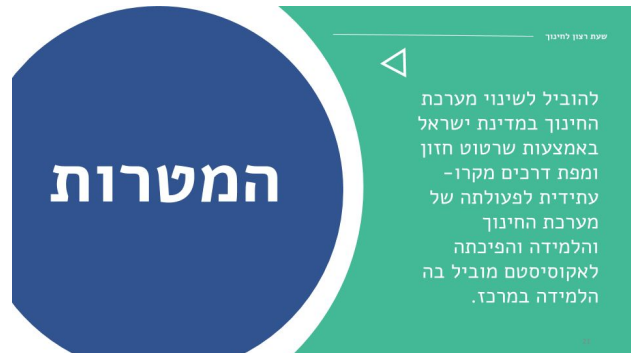 שעת רצון לחינוך
המטרות
להוביל לשינוי מערכת
החינוך במדינת ישראל
באמצעות שרטוט חזון
ומפת דרכים מקרו-
עתידית לפעולתה של
מערכת החינוך
והלמידה והפיכתה
לאקוסיסטם מוביל בה
הלמידה במרכז.